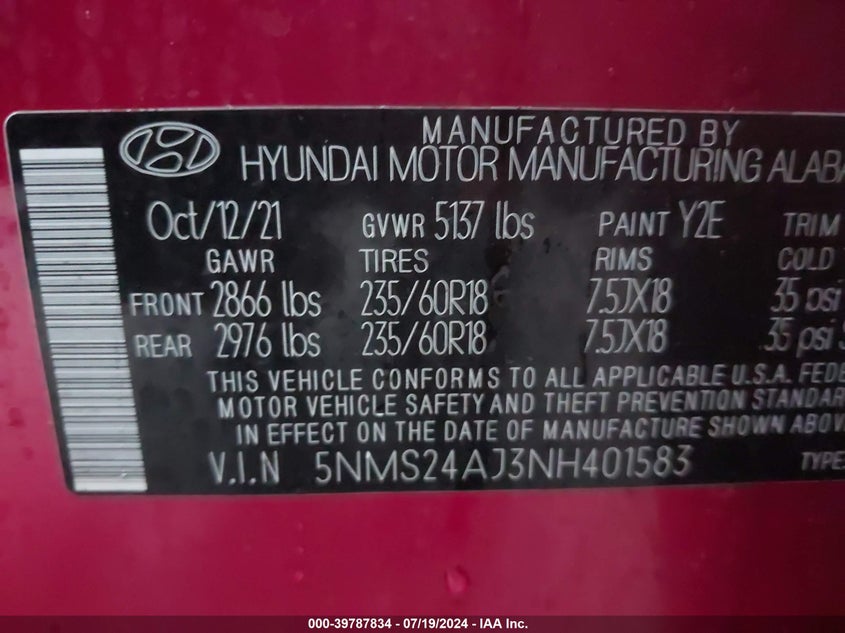 MANUFACTURED BY
HYUNDAI MOTOR MANUFACTURING ALABA
Oct/12/21 GVWR 5137 lbs PAINT Y2E TRIM
GAWR TIRES RIMS COLD
FRONT 2866 lbs 235/60R18 7.5JX18 35 psi
REAR 2976 lbs 235/60R18 7.5JX18 35 psi
THIS VEHICLE CONFORMS TO ALL APPLICABLE U.S.A. FEDE
MOTOR VEHICLE SAFETY AND THEFT PREVENTION STANDAR
IN EFFECT ON THE DATE OF MANUFACTURE SHOWN ABOV
V.I.N 5NMS24AJ3NH401583 TYPE
000-39787834 - 07/19/2024 - IAA Inc.